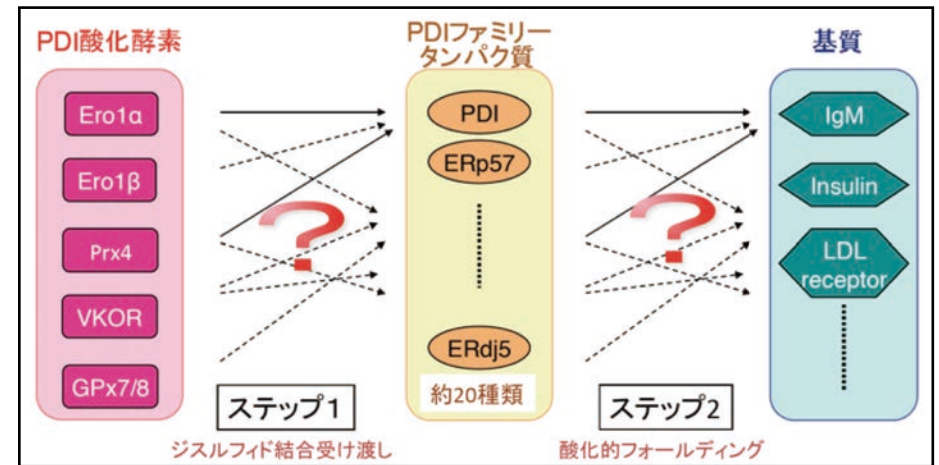 PDI酸化酵素
Ero1α
Ero1β
Prx4
VKOR
GPx7/8
?
ステップ1
ジスルフィド結合受け渡し
PDIファミリー
タンパク質
PDI
ERp57
ERdj5
約20種類
?
ステップ2
酸化的フォールディング
基質
IgM
Insulin
LDL
receptor